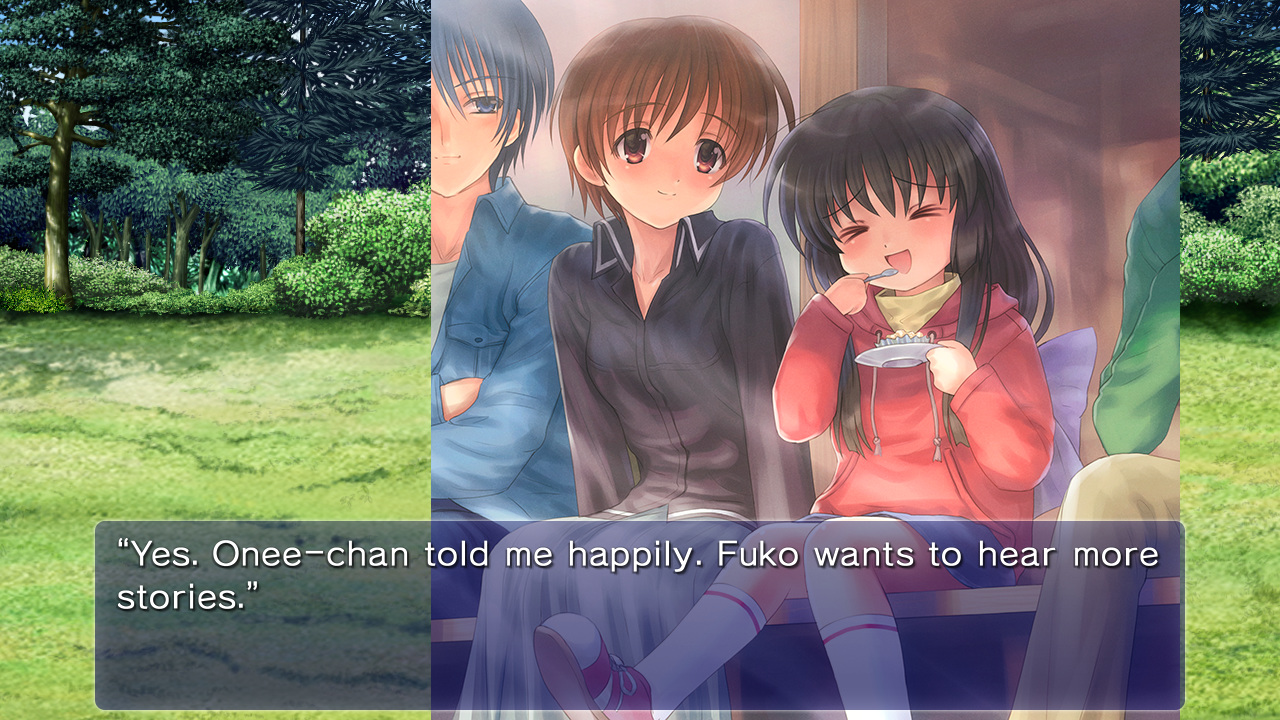 “Yes. Onee-chan told me happily. Fuko wants to hear more
stories.”